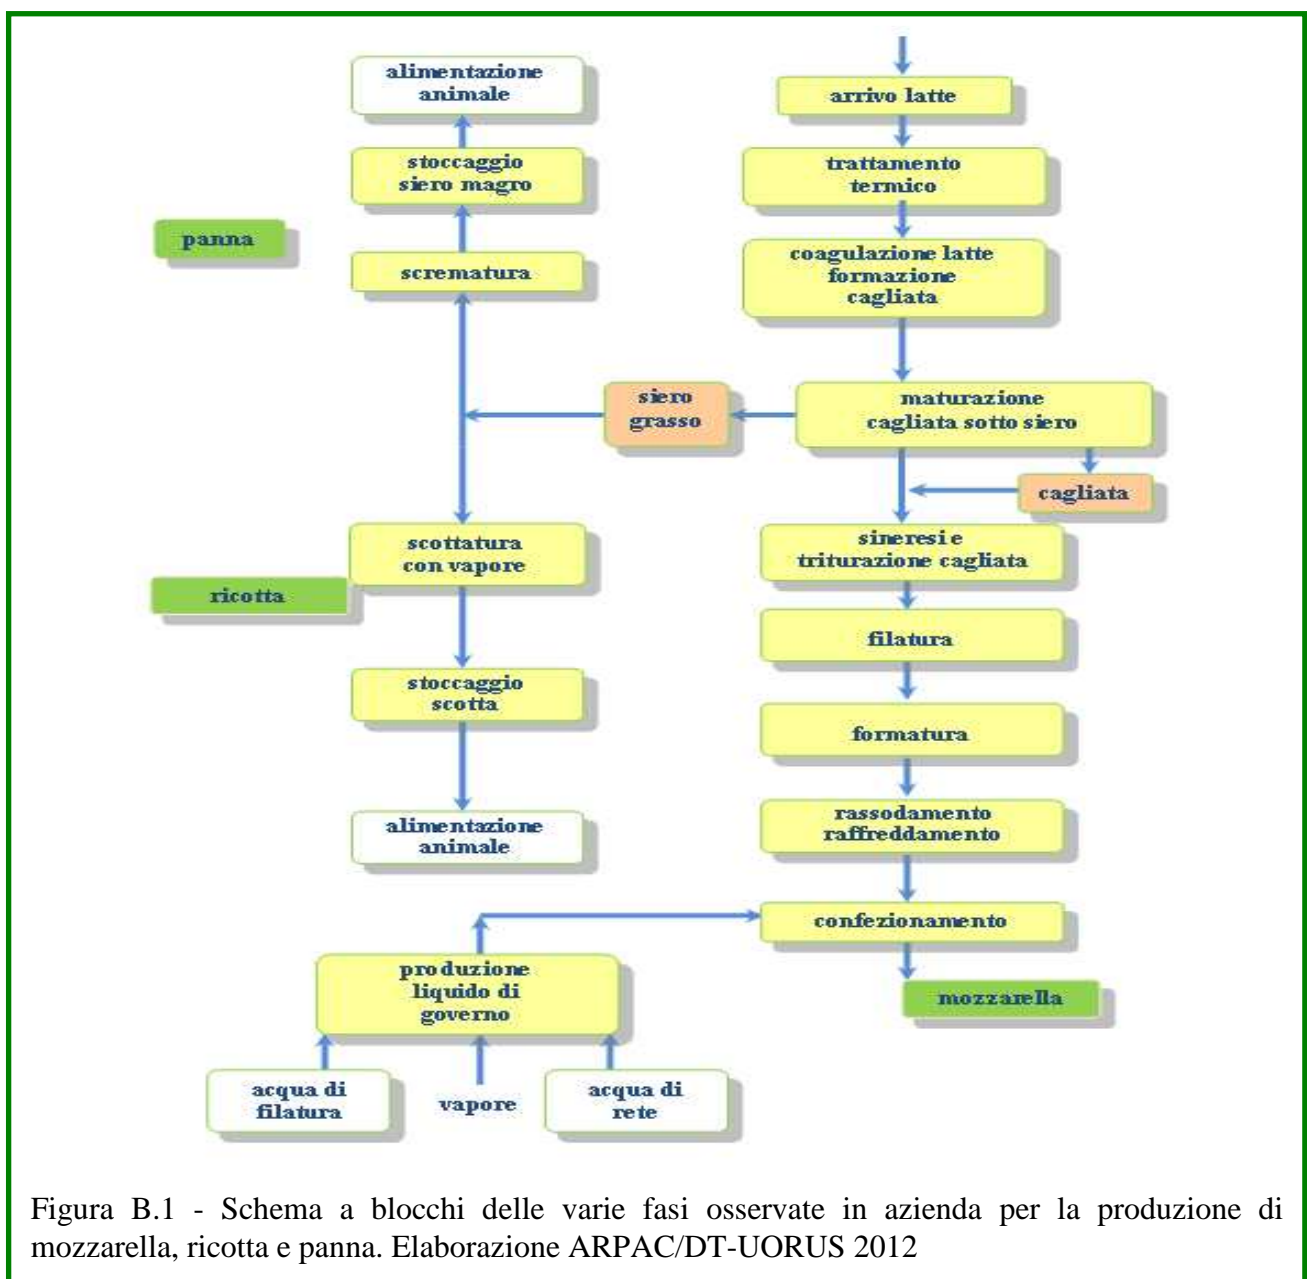 alimentazione
animale
stoccaggio
siero magro
panna
scrematura
arrivo latte
trattamento
termico
coagulazione latte
formazione
cagliata
siero
grasso
maturazione
cagliata sotto siero
cagliata
scottatura
con vapore
ricotta
stoccaggio
scotta
alimentazione
animale
sineresi e
triturazione cagliata
filatura
formatura
rassodamento
raffreddamento
confezionamento
mozzarella
produzione
liquido di
governo
acqua di
filatura
vapore
acqua di
rete
Figura B.1 - Schema a blocchi delle varie fasi osservate in azienda per la produzione di
mozzarella, ricotta e panna. Elaborazione ARPAC/DT-UORUS 2012